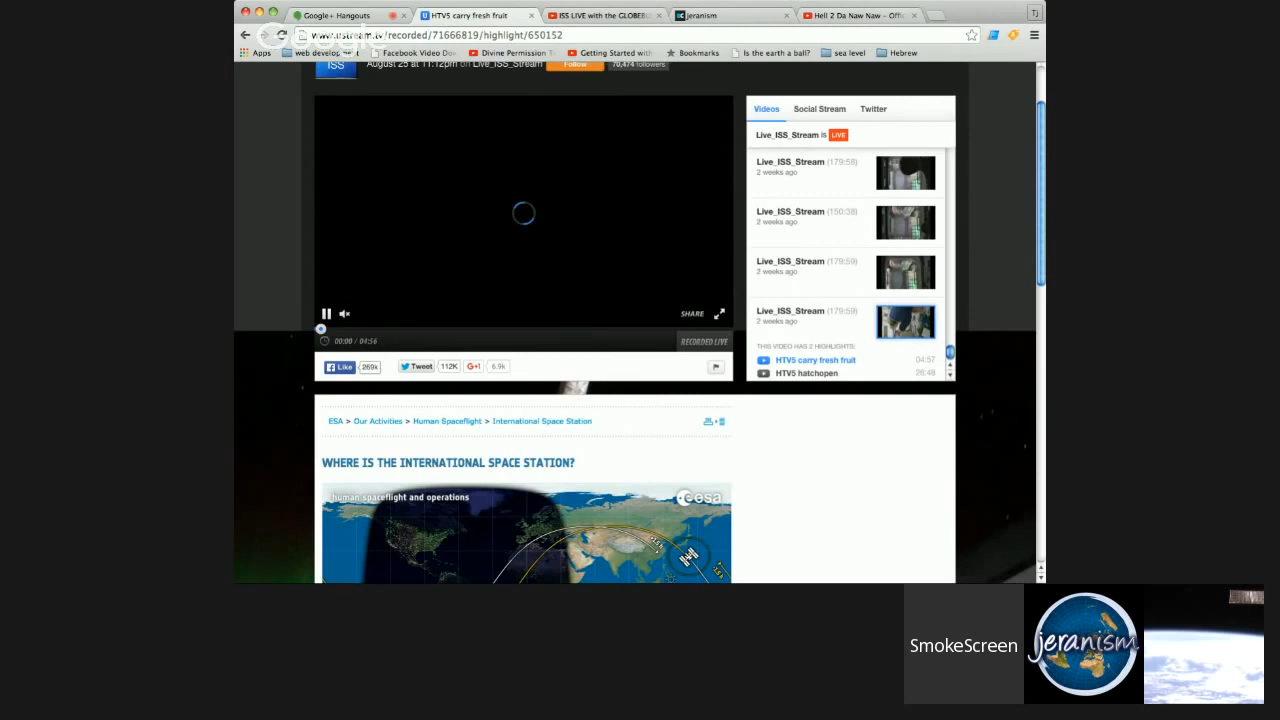 Google+ Hangouts
HTV5 carry fresh fruit
ISS LIVE with the GLOBEB
jeranism
Hell 2 Da Naw Naw - Offi
Tj
www.ustream.tv/recorded/71666819/highlight/650152
Google
Apps
web development
Facebook Video Do
Divine Permission T
Getting Started with
Bookmarks
Is the earth a ball?
sea level
Hebrew
ISS
August 25 at 11:12pm on Live_ISS_Stream
Follow
70,474 followers
Videos
Social Stream
Twitter
Live_ISS_Stream is LIVE
Live_ISS_Stream (179:58)
2 weeks ago
Live_ISS_Stream (150:38)
2 weeks ago
Live_ISS_Stream (179:59)
2 weeks ago
Live_ISS_Stream (179:59)
2 weeks ago
THIS VIDEO HAS 2 HIGHLIGHTS:
HTV5 carry fresh fruit 04:57
HTV5 hatchopen 26:48
SHARE
00:00 / 04:56
RECORDED LIVE
Like 269k
Tweet 112K
G+1 6.9k
ESA > Our Activities > Human Spaceflight > International Space Station
WHERE IS THE INTERNATIONAL SPACE STATION?
human spaceflight and operations
esa
SmokeScreen
jeranism